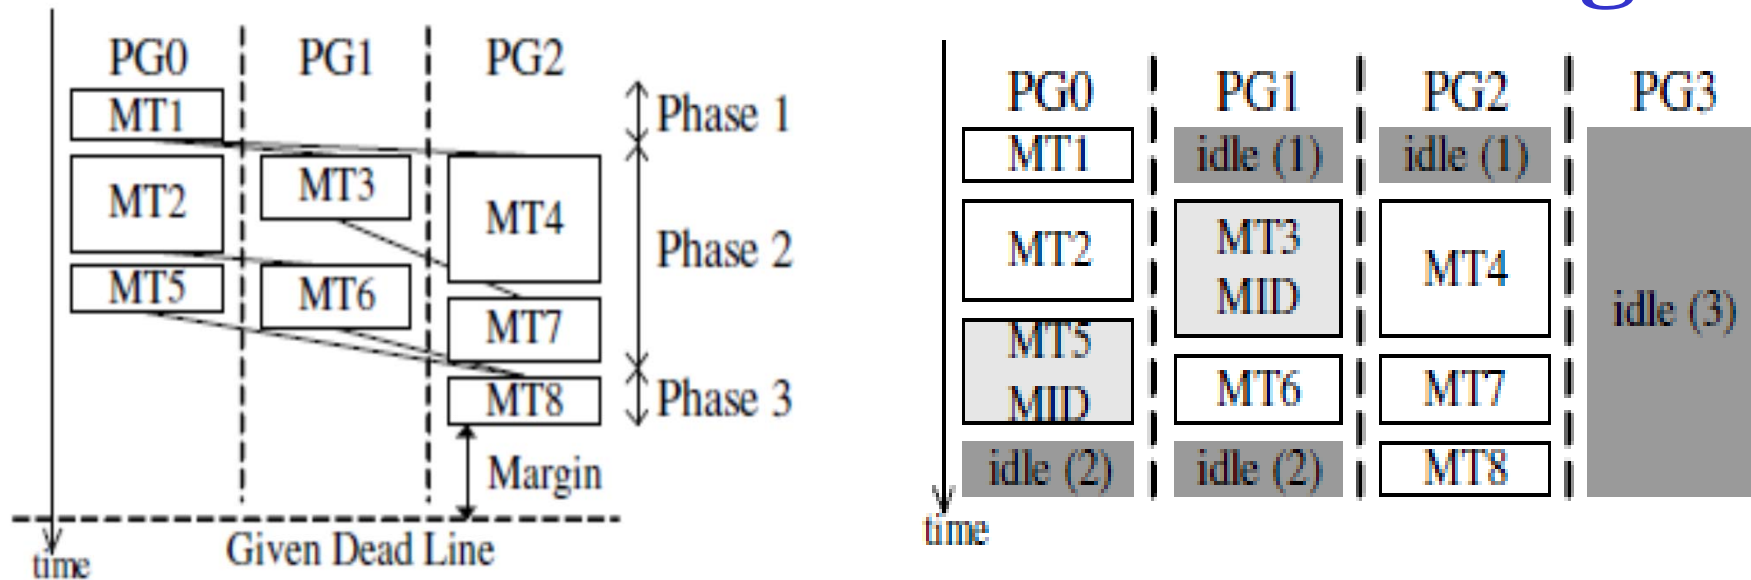 PG0 PG1 PG2
MT1
Phase 1
MT2 MT3 MT4
Phase 2
MT5 MT6 MT7
MT8
Phase 3
Margin
Given Dead Line
time
g
PG0 PG1 PG2 PG3
MT1 idle (1) idle (1)
MT2 MT3
MID MT4
idle (3)
MT5
MID MT6 MT7
idle (2) idle (2) MT8
time